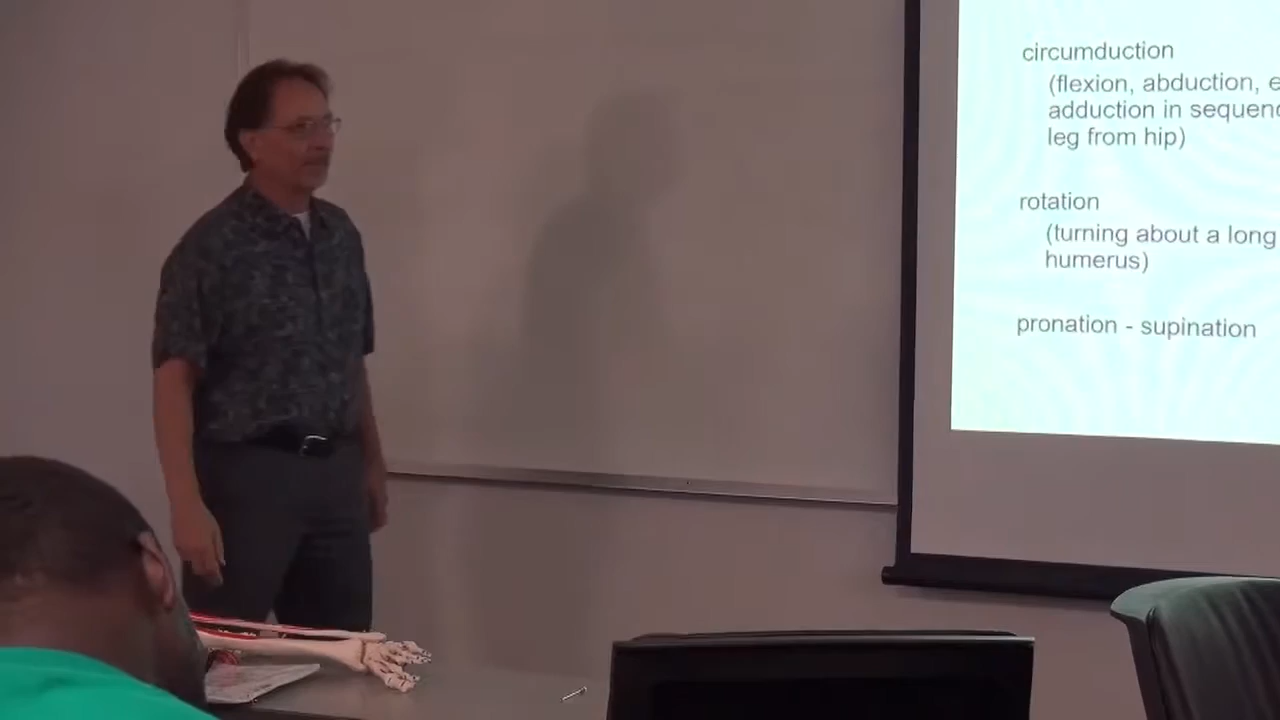 circumduction
(flexion, abduction,
adduction in
leg from hip)
rotation
(turning about a long
humerus)
pronation - supination